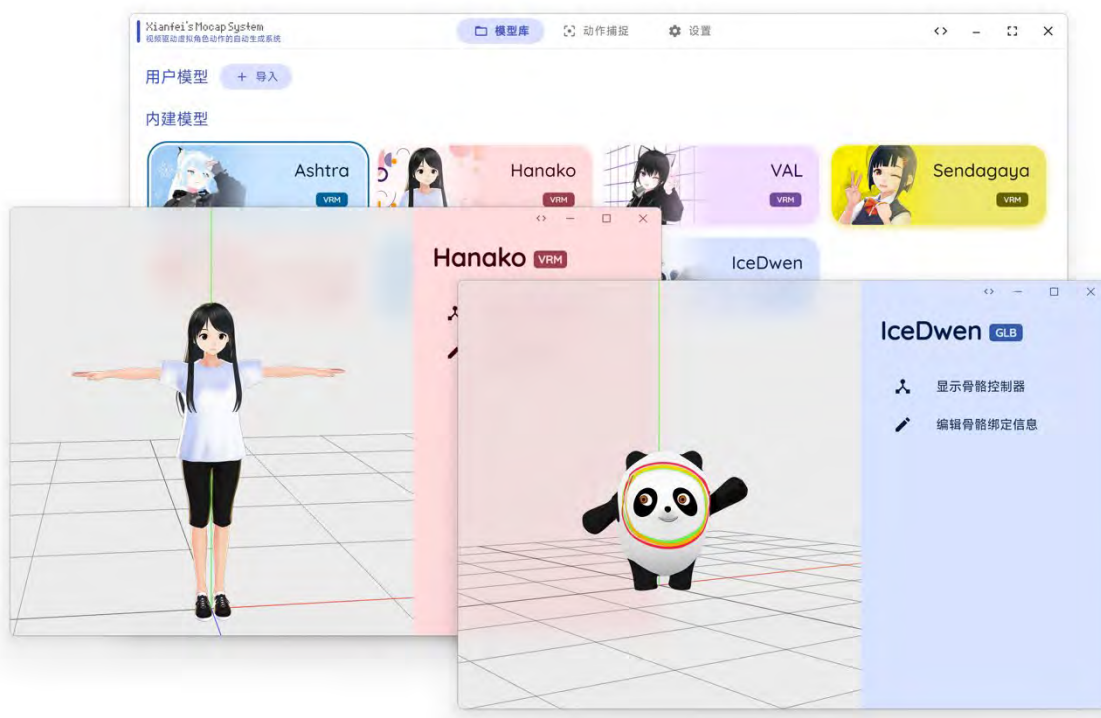 Xianfei's Mocap System
视频驱动虚拟角色动作的自动生成系统
模型库 动作捕捉 设置
用户模型 + 导入
内建模型
Ashtra
VRM
Hanako
VRM
VAL
VRM
Sendagaya
VRM
IceDwen
Hanako VRM
IceDwen GLB
显示骨骼控制器
编辑骨骼绑定信息